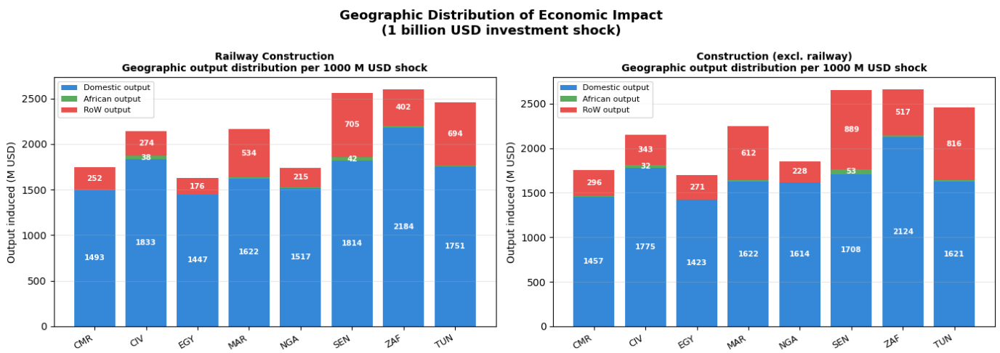 Geographic Distribution of Economic Impact
(1 billion USD investment shock)
Railway Construction
Geographic output distribution per 1000 M USD shock
Output induced (M USD)
2500
2000
1500
1000
500
0
Domestic output
African output
RoW output
252
1493
274
38
1833
176
1447
534
1622
215
1517
705
42
1814
402
2184
694
1751
CMR
CIV
EGY
MAR
NGA
SEN
ZAF
TUN
Construction (excl. railway)
Geographic output distribution per 1000 M USD shock
Output induced (M USD)
2500
2000
1500
1000
500
0
Domestic output
African output
RoW output
296
1457
343
32
1775
271
1423
612
1622
228
1614
889
53
1708
517
2124
816
1621
CMR
CIV
EGY
MAR
NGA
SEN
ZAF
TUN